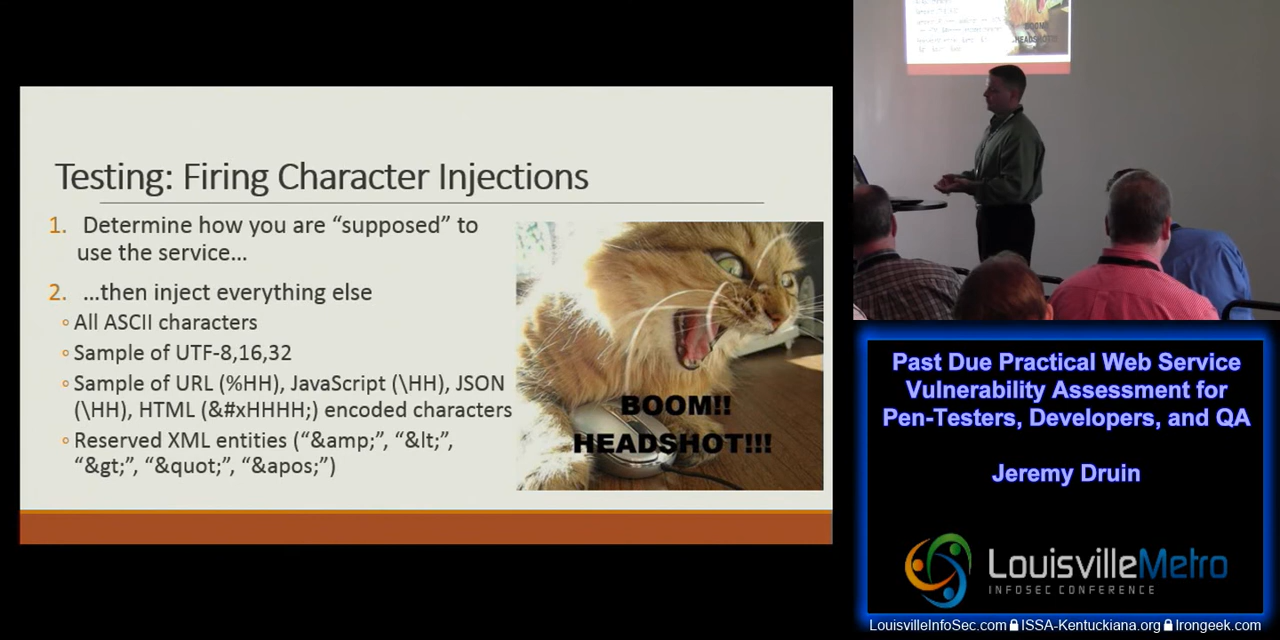 Testing: Firing Character Injections
1. Determine how you are “supposed” to
use the service…
2. …then inject everything else
◦All ASCII characters
◦Sample of UTF-8,16,32
◦Sample of URL (%HH), JavaScript (\HH), JSON
(\HH), HTML (&#xHHHH;) encoded characters
◦Reserved XML entities (“&amp;”, “&lt;”,
“&gt;”, “&quot;”, “&apos;”)
BOOM!!
HEADSHOT!!!
BOOM!!
HEADSHOT!!!
Past Due Practical Web Service
Vulnerability Assessment for
Pen-Testers, Developers, and QA
Jeremy Druin
LouisvilleMetro
INFOSEC CONFERENCE
LouisvilleInfoSec.com ISSA-Kentuckiana.org Irongeek.com